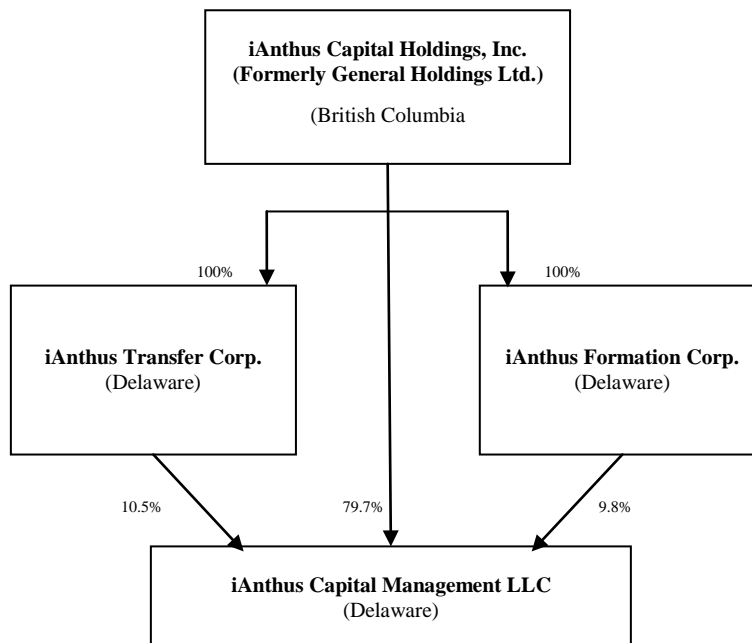 iAnthus Capital Holdings, Inc.
(Formerly General Holdings Ltd.)
(British Columbia
100%
100%
iAnthus Transfer Corp.
(Delaware)
iAnthus Formation Corp.
(Delaware)
10.5%
79.7%
9.8%
iAnthus Capital Management LLC
(Delaware)